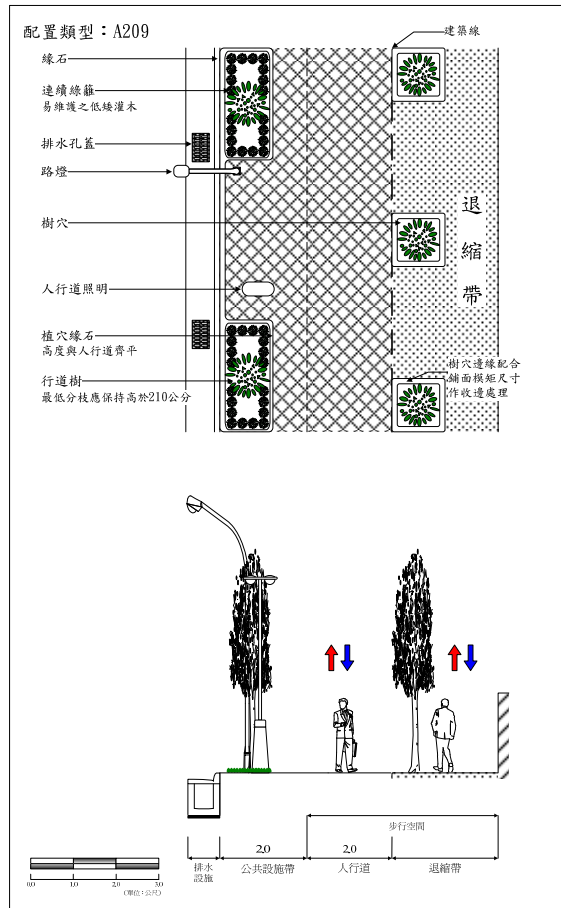 配置類型：A209
建築線
緣石
連續綠蘺
易維護之低矮灌木
排水孔蓋
路燈
樹穴
退縮帶
人行道照明
植穴緣石
高度與人行道齊平
樹穴邊緣配合
鋪面模矩尺寸
作收邊處理
行道樹
最低分枝應保持高於210公分
步行空間
2.0
2.0
排水
設施
公共設施帶
人行道
退縮帶
0.0
1.0
2.0
3.0
(單位：公尺)